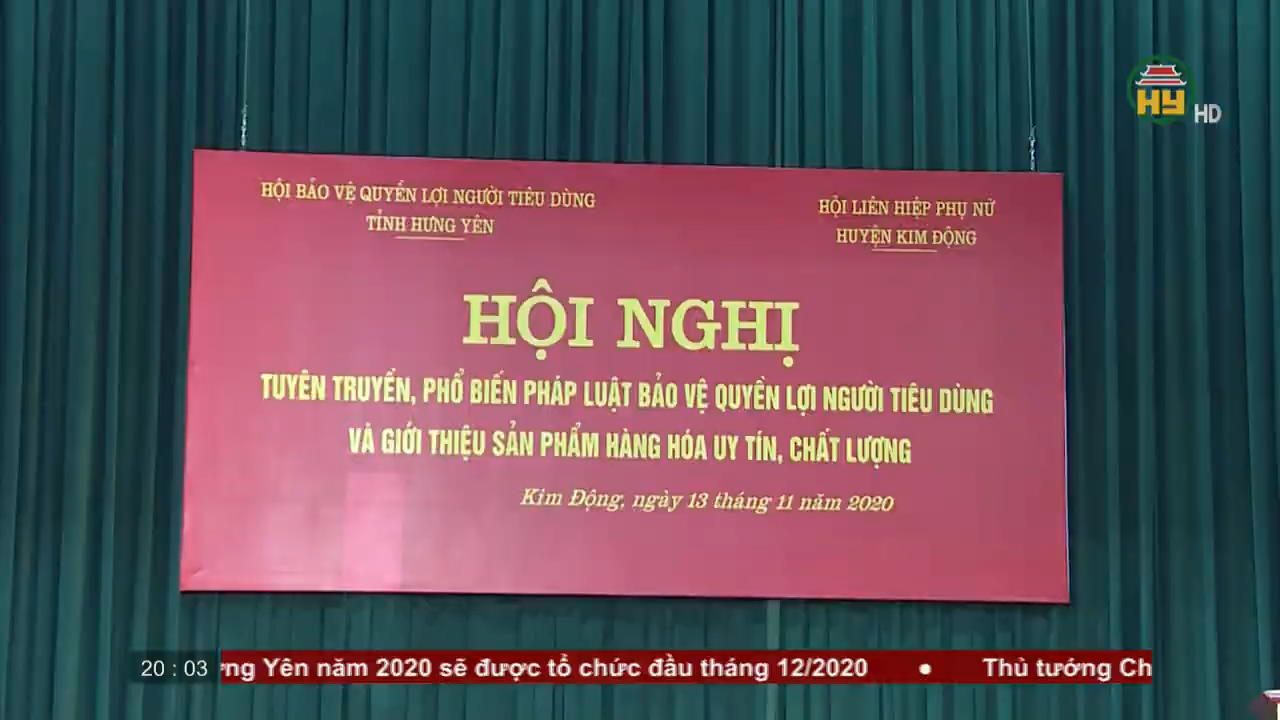 HY HD
HỘI BẢO VỆ QUYỀN LỢI NGƯỜI TIÊU DÙNG
TỈNH HƯNG YÊN
HỘI LIÊN HIỆP PHỤ NỮ
HUYỆN KIM ĐỘNG
HỘI NGHỊ
TUYÊN TRUYỀN, PHỔ BIẾN PHÁP LUẬT BẢO VỆ QUYỀN LỢI NGƯỜI TIÊU DÙNG
VÀ GIỚI THIỆU SẢN PHẨM HÀNG HÓA UY TÍN, CHẤT LƯỢNG
Kim Động, ngày 13 tháng 11 năm 2020
20 : 03 ưng Yên năm 2020 sẽ được tổ chức đầu tháng 12/2020 • Thủ tướng Ch